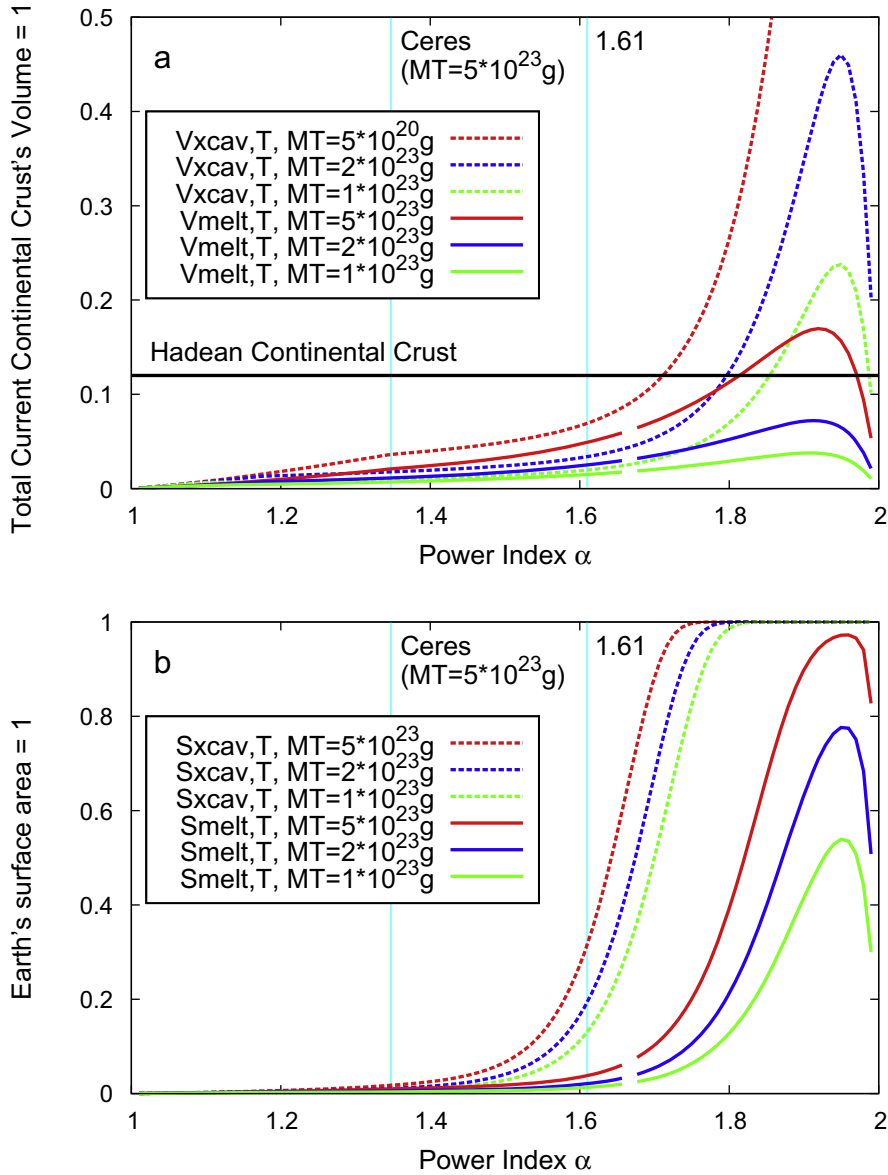 Total Current Continental Crust's Volume = 1
0.5
0.4
0.3
0.2
0.1
0
a
Ceres
(MT=5*10^23g)
1.61
Vxcav,T, MT=5*10^20g
Vxcav,T, MT=2*10^23g
Vxcav,T, MT=1*10^23g
Vmelt,T, MT=5*10^23g
Vmelt,T, MT=2*10^23g
Vmelt,T, MT=1*10^23g
Hadean Continental Crust
1 1.2 1.4 1.6 1.8 2
Power Index α
Earth's surface area = 1
1
0.8
0.6
0.4
0.2
0
b
Ceres
(MT=5*10^23g)
1.61
Sxcav,T, MT=5*10^23g
Sxcav,T, MT=2*10^23g
Sxcav,T, MT=1*10^23g
Smelt,T, MT=5*10^23g
Smelt,T, MT=2*10^23g
Smelt,T, MT=1*10^23g
1 1.2 1.4 1.6 1.8 2
Power Index α